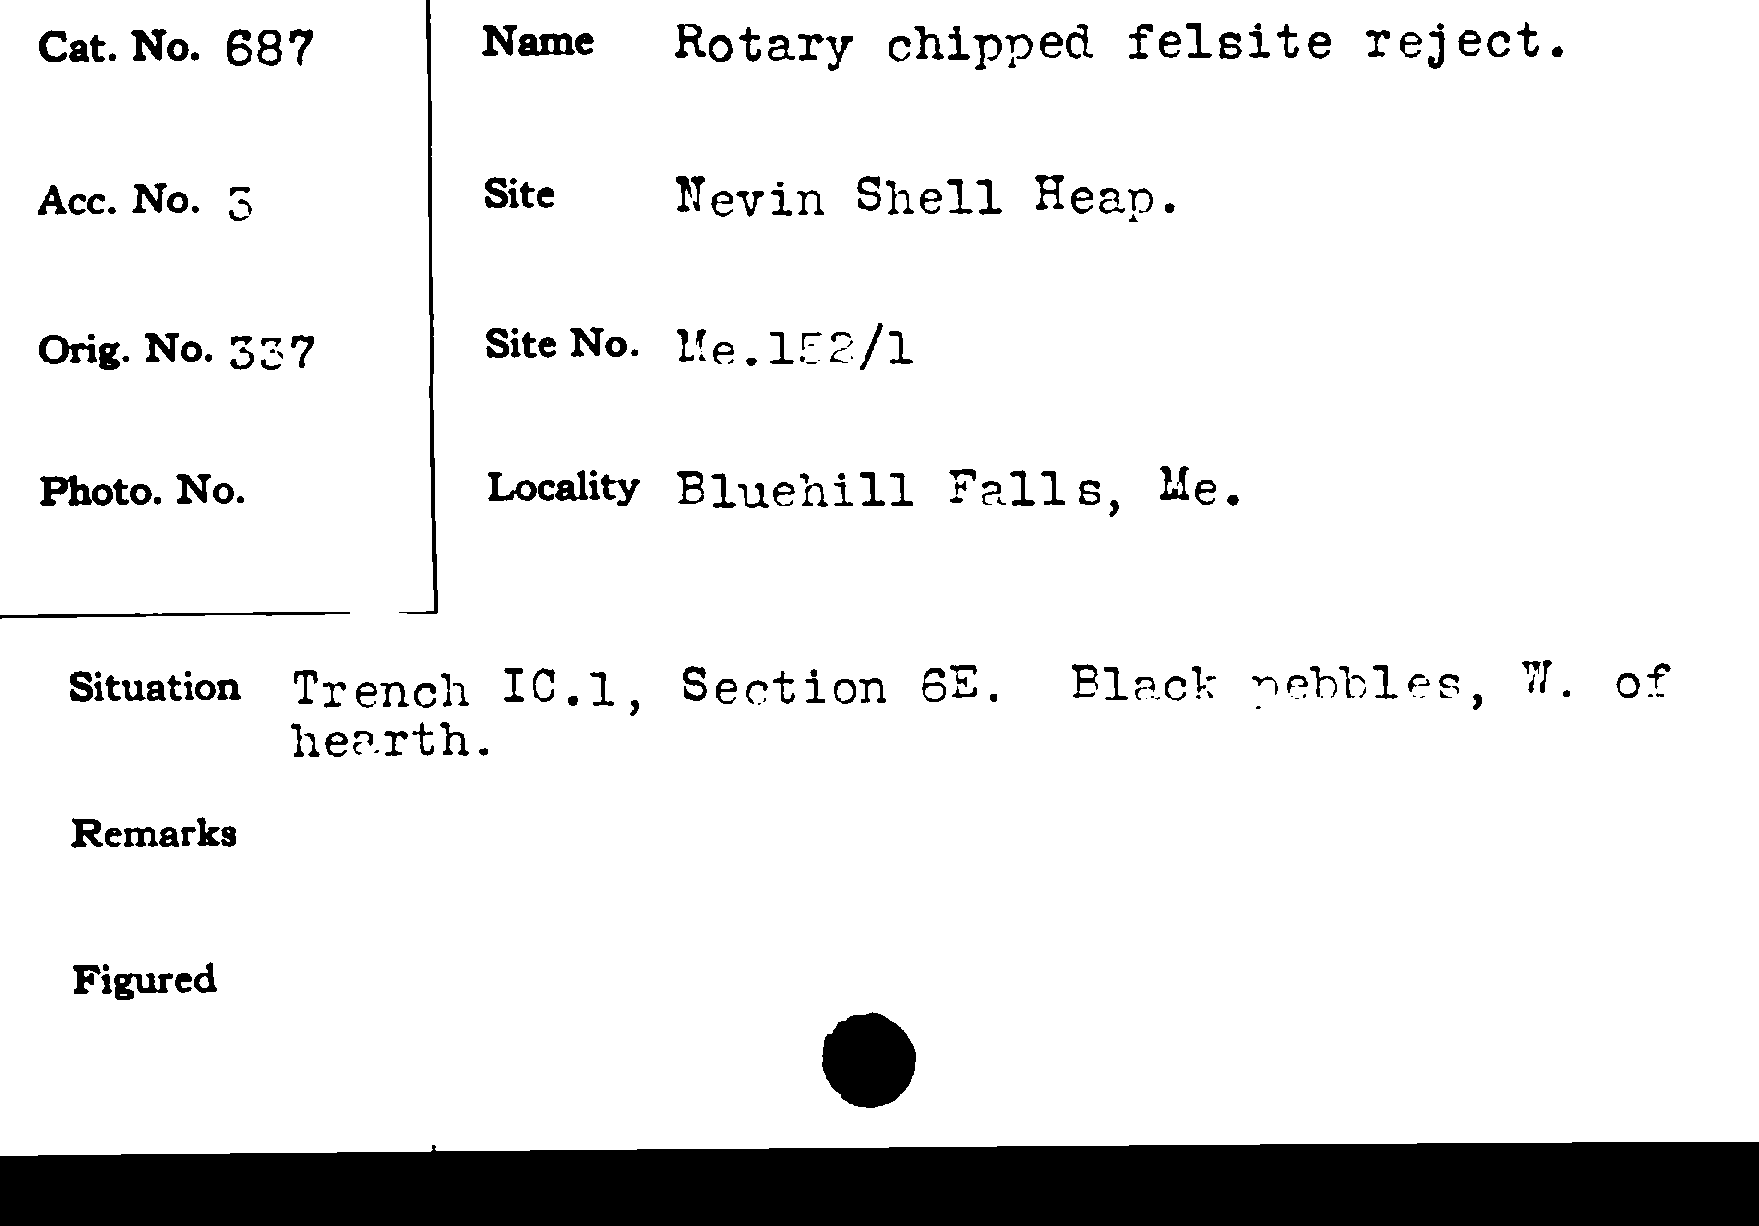 Cat. No. 687
Name Rotary chipped felsite reject.
Acc. No. 3
Site Nevin Shell Heap.
Orig. No. 337
Site No. Me.152/1
Photo. No.
Locality Bluehill Falls, Me.
Situation Trench IC.1, Section 6E. Black pebbles, W. of
hearth.
Remarks
Figured